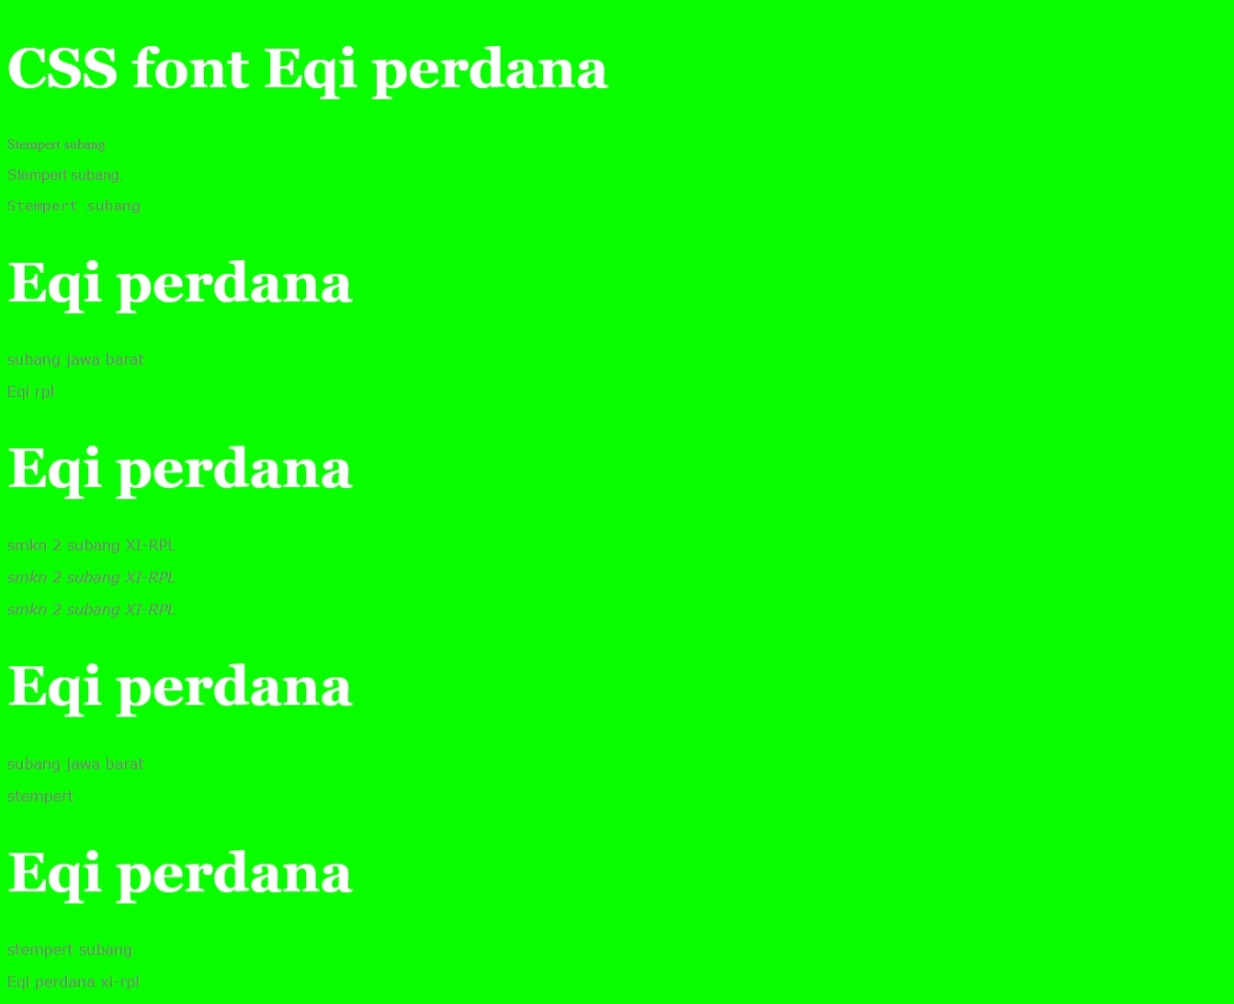 CSS font Eqi perdana
Stempert subang
Stempert subang.
Stempert subang
Eqi perdana
subang jawa barat
Eqi rpl
Eqi perdana
smkn 2 subang XI-RPL
smkn 2 subang XI-RPL
smkn 2 subang XI-RPL
Eqi perdana
subang jawa barat
stempert
Eqi perdana
stempert subang
Eqi perdana xi-rpl